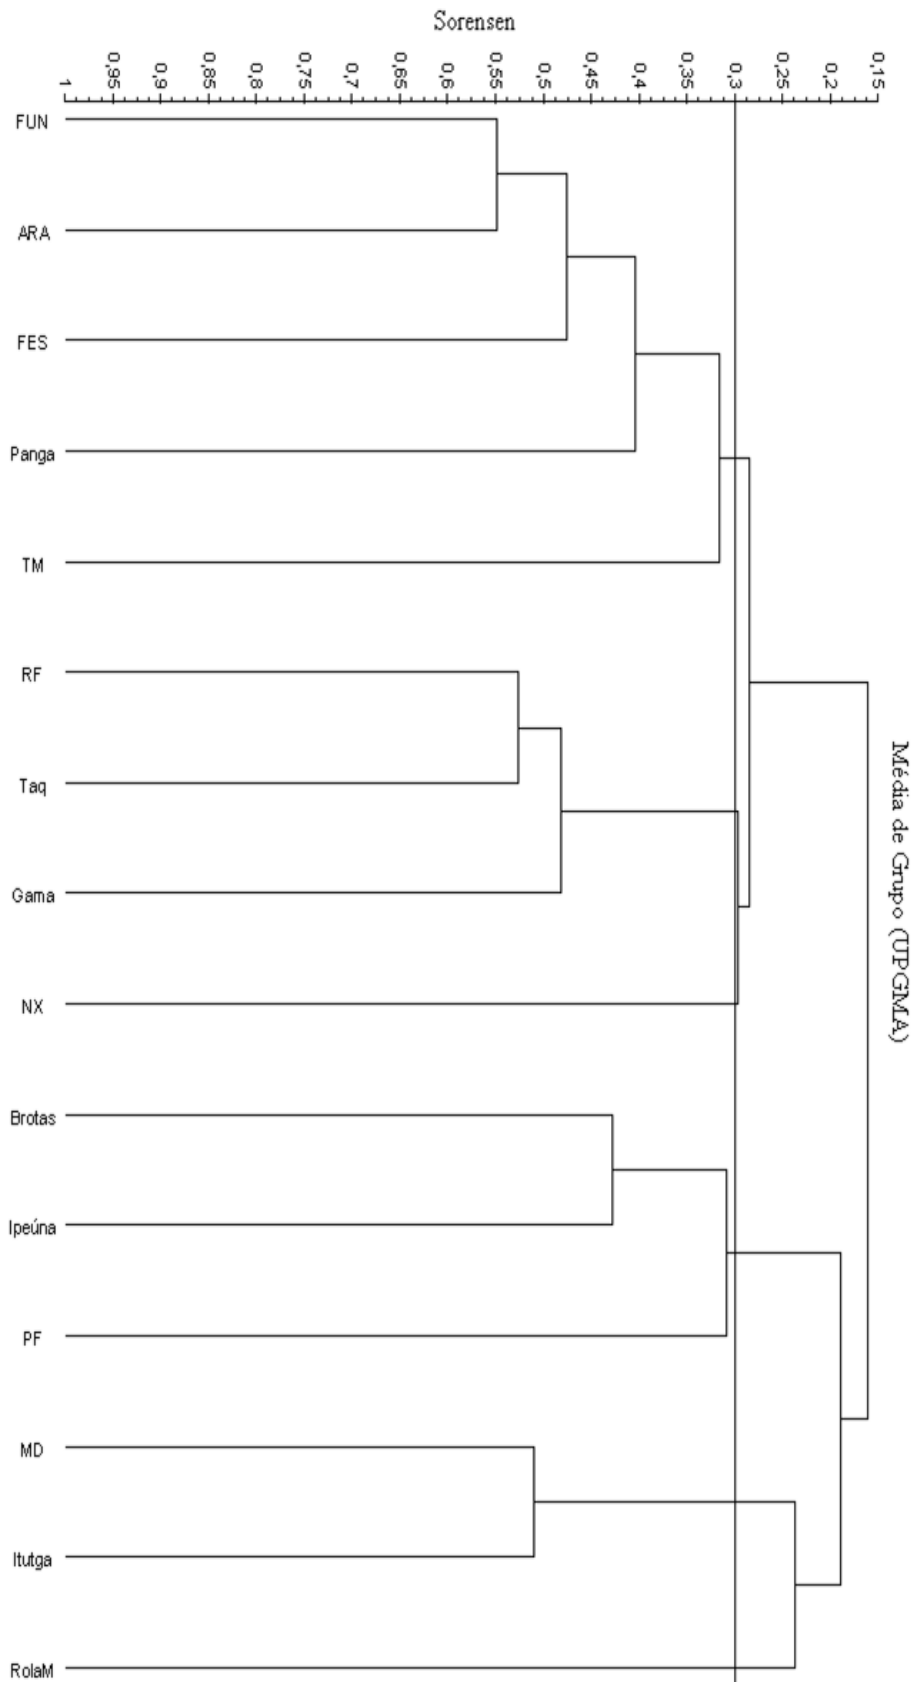 Sorensen
1
0,95
0,9
0,85
0,8
0,75
0,7
0,65
0,6
0,55
0,5
0,45
0,4
0,35
0,3
0,25
0,2
0,15
FUN
ARA
FES
Panga
TM
RF
Taq
Gama
NX
Brotas
Ipeúna
PF
MD
Itutga
RolaM
Média de Grupo (UPGMA)